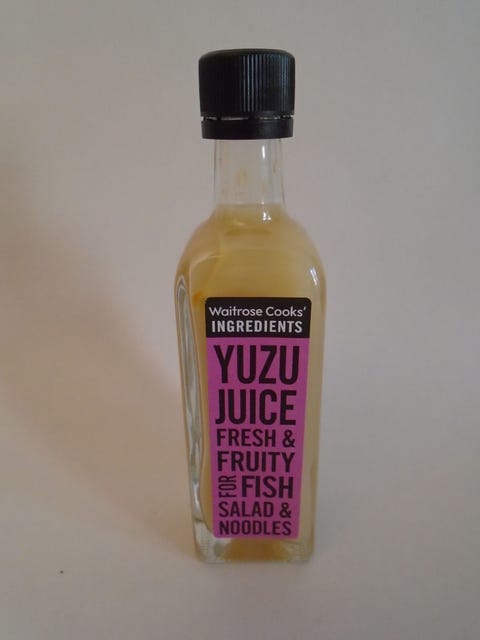 Waitrose Cooks'
INGREDIENTS
YUZU
JUICE
FRESH &
FRUITY
FOR FISH
SALAD &
NOODLES